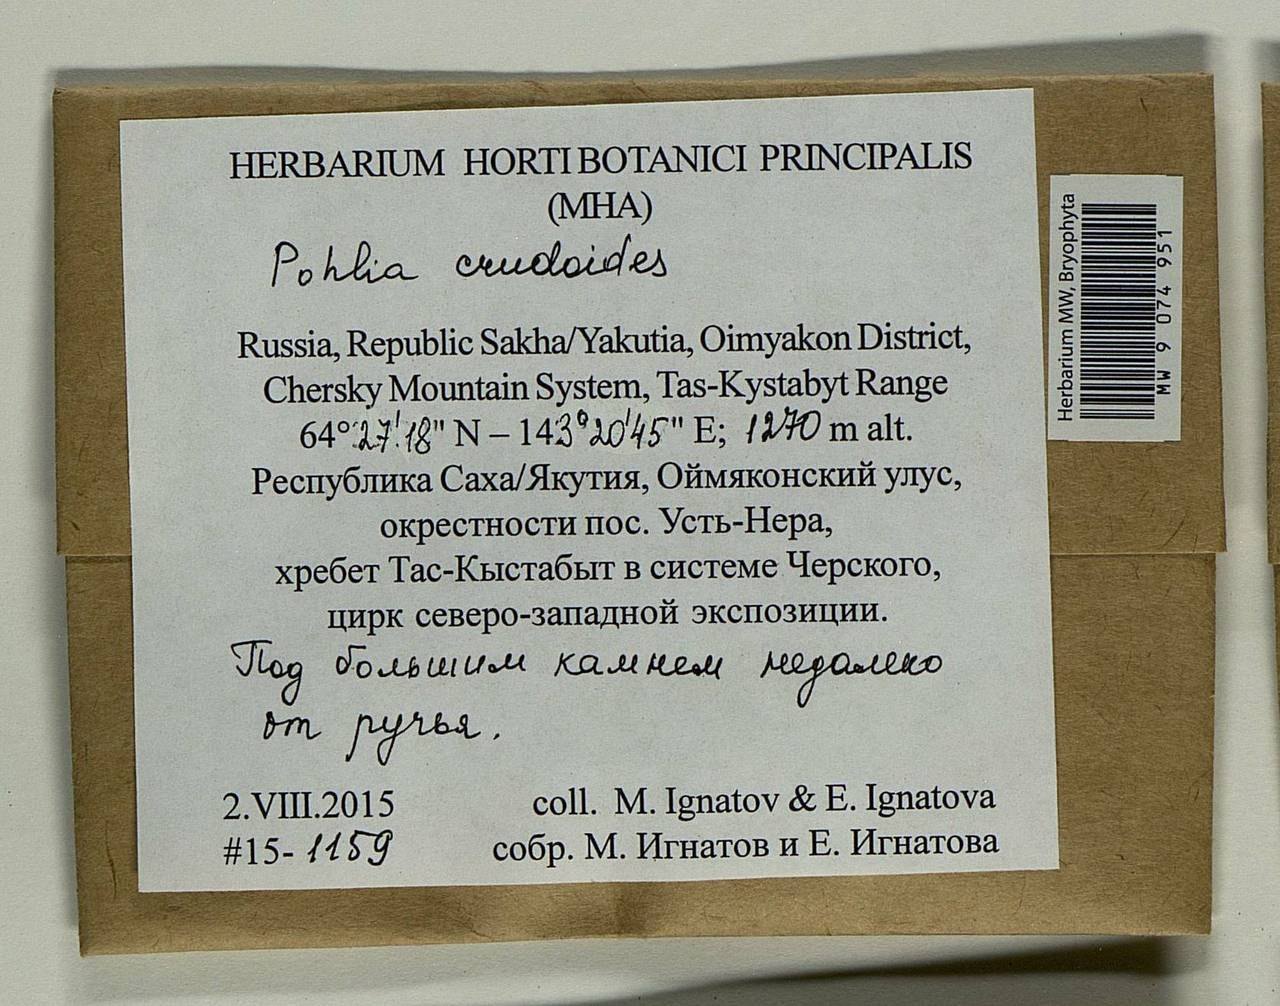 HERBARIUM HORTI BOTANICI PRINCIPALIS
(MHA)
Pohlia crudoides
Russia, Republic Sakha/Yakutia, Oimyakon District,
Chersky Mountain System, Tas-Kystabyt Range
64°27'18" N – 143°20'45" E; 1270 m alt.
Республика Саха/Якутия, Оймяконский улус,
окрестности пос. Усть-Нера,
хребет Тас-Кыстабыт в системе Черского,
цирк северо-западной экспозиции.
Под большим камнем недалеко
от ручья.
2.VIII.2015 coll. M. Ignatov & E. Ignatova
#15-1159 собр. М. Игнатов и Е. Игнатова
Herbarium MW, Bryophyta
MW 9 074 951